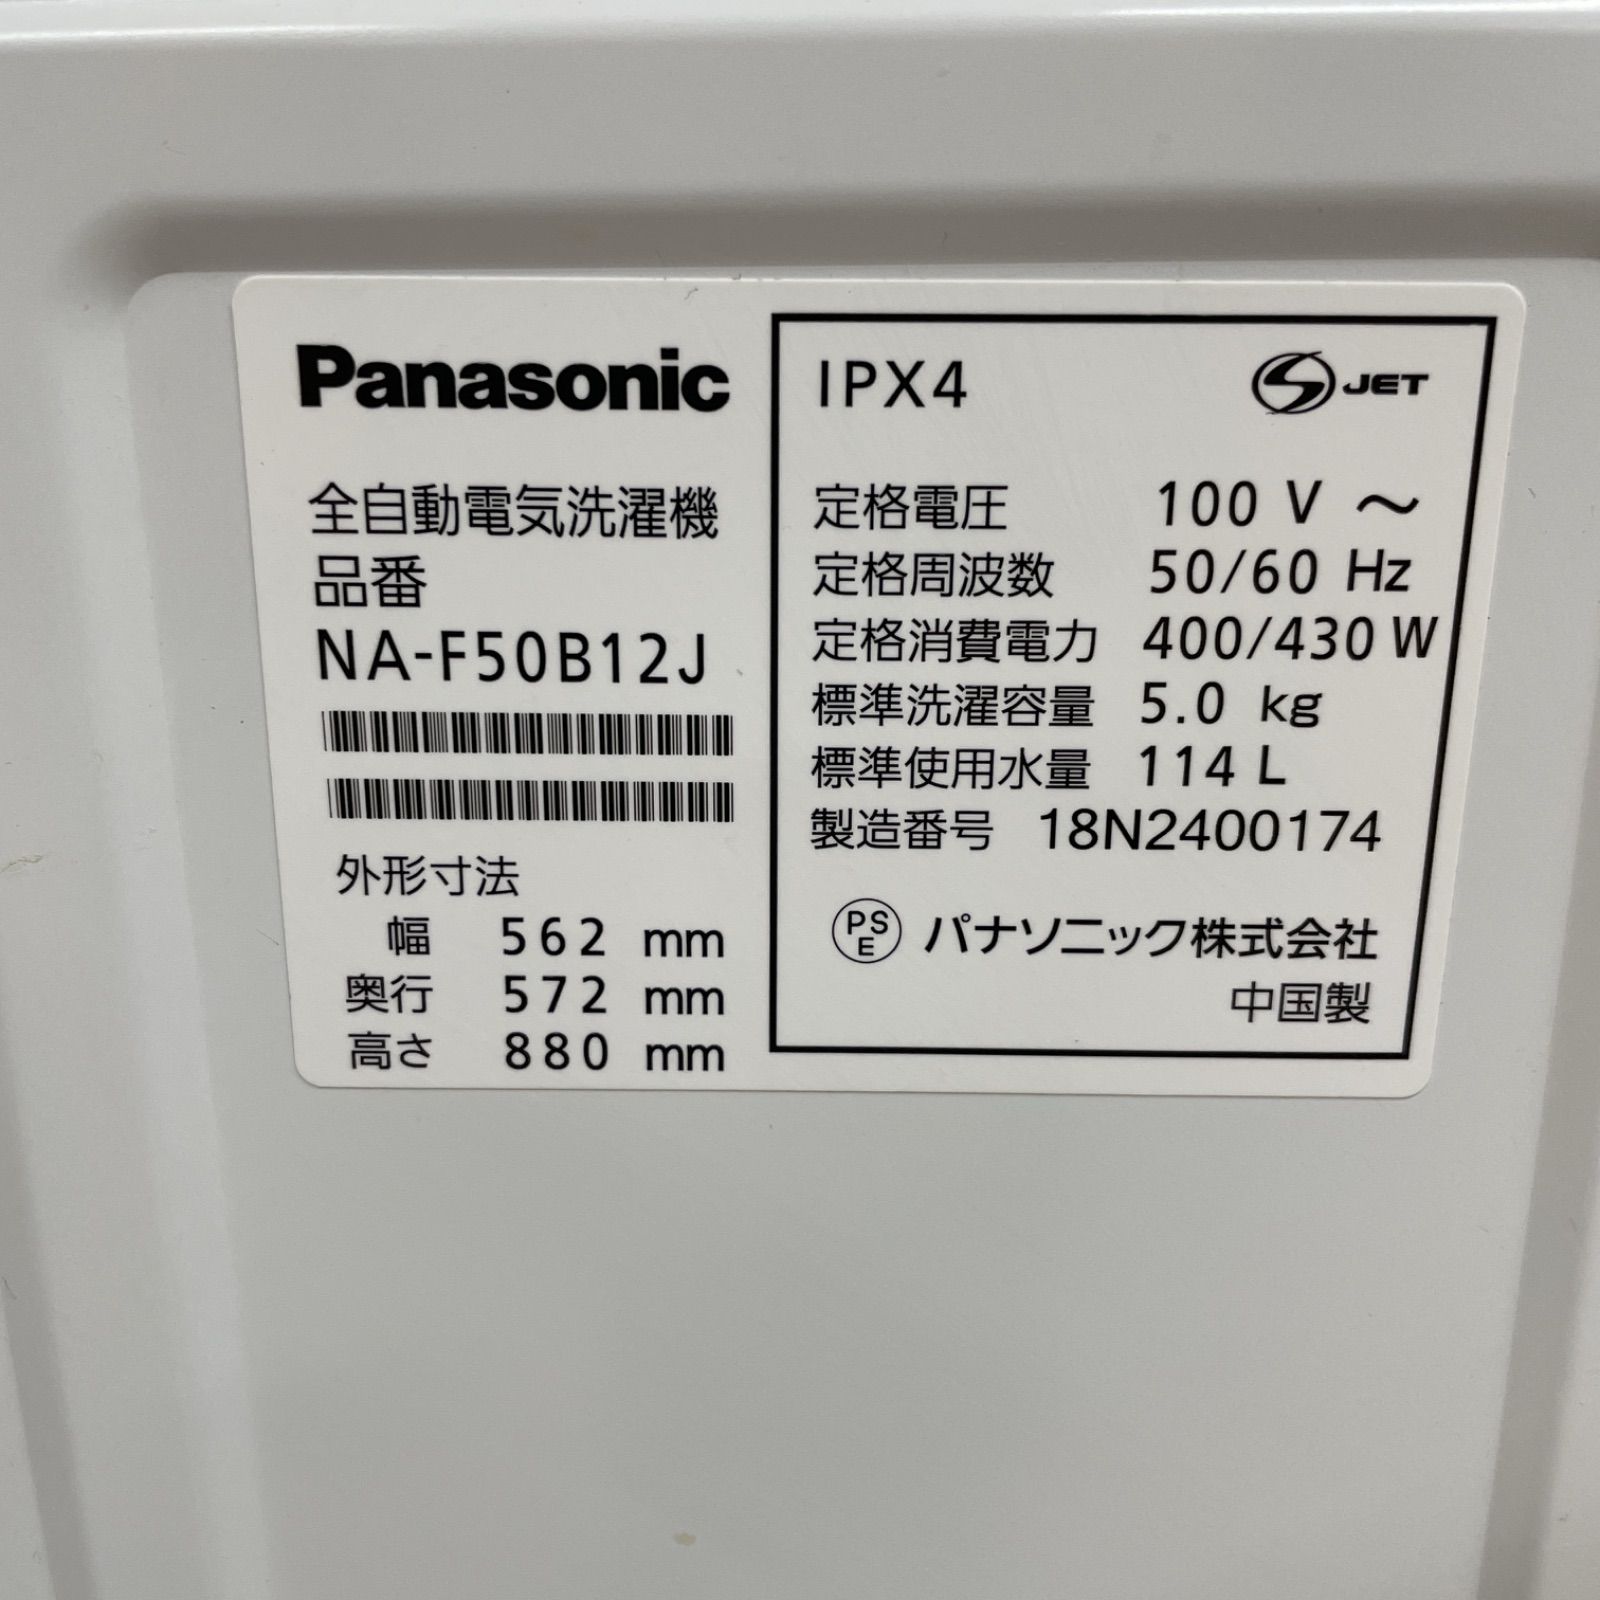 Panasonic
全自動電気洗濯機
品番
NA-F50B12J
外形寸法
幅 562 mm
奥行 572 mm
高さ 880 mm
IPX4
S JET
定格電圧 100 V ～
定格周波数 50/60 Hz
定格消費電力 400/430 W
標準洗濯容量 5.0 kg
標準使用水量 114 L
製造番号 18N2400174
PS
E
パナソニック株式会社
中国製